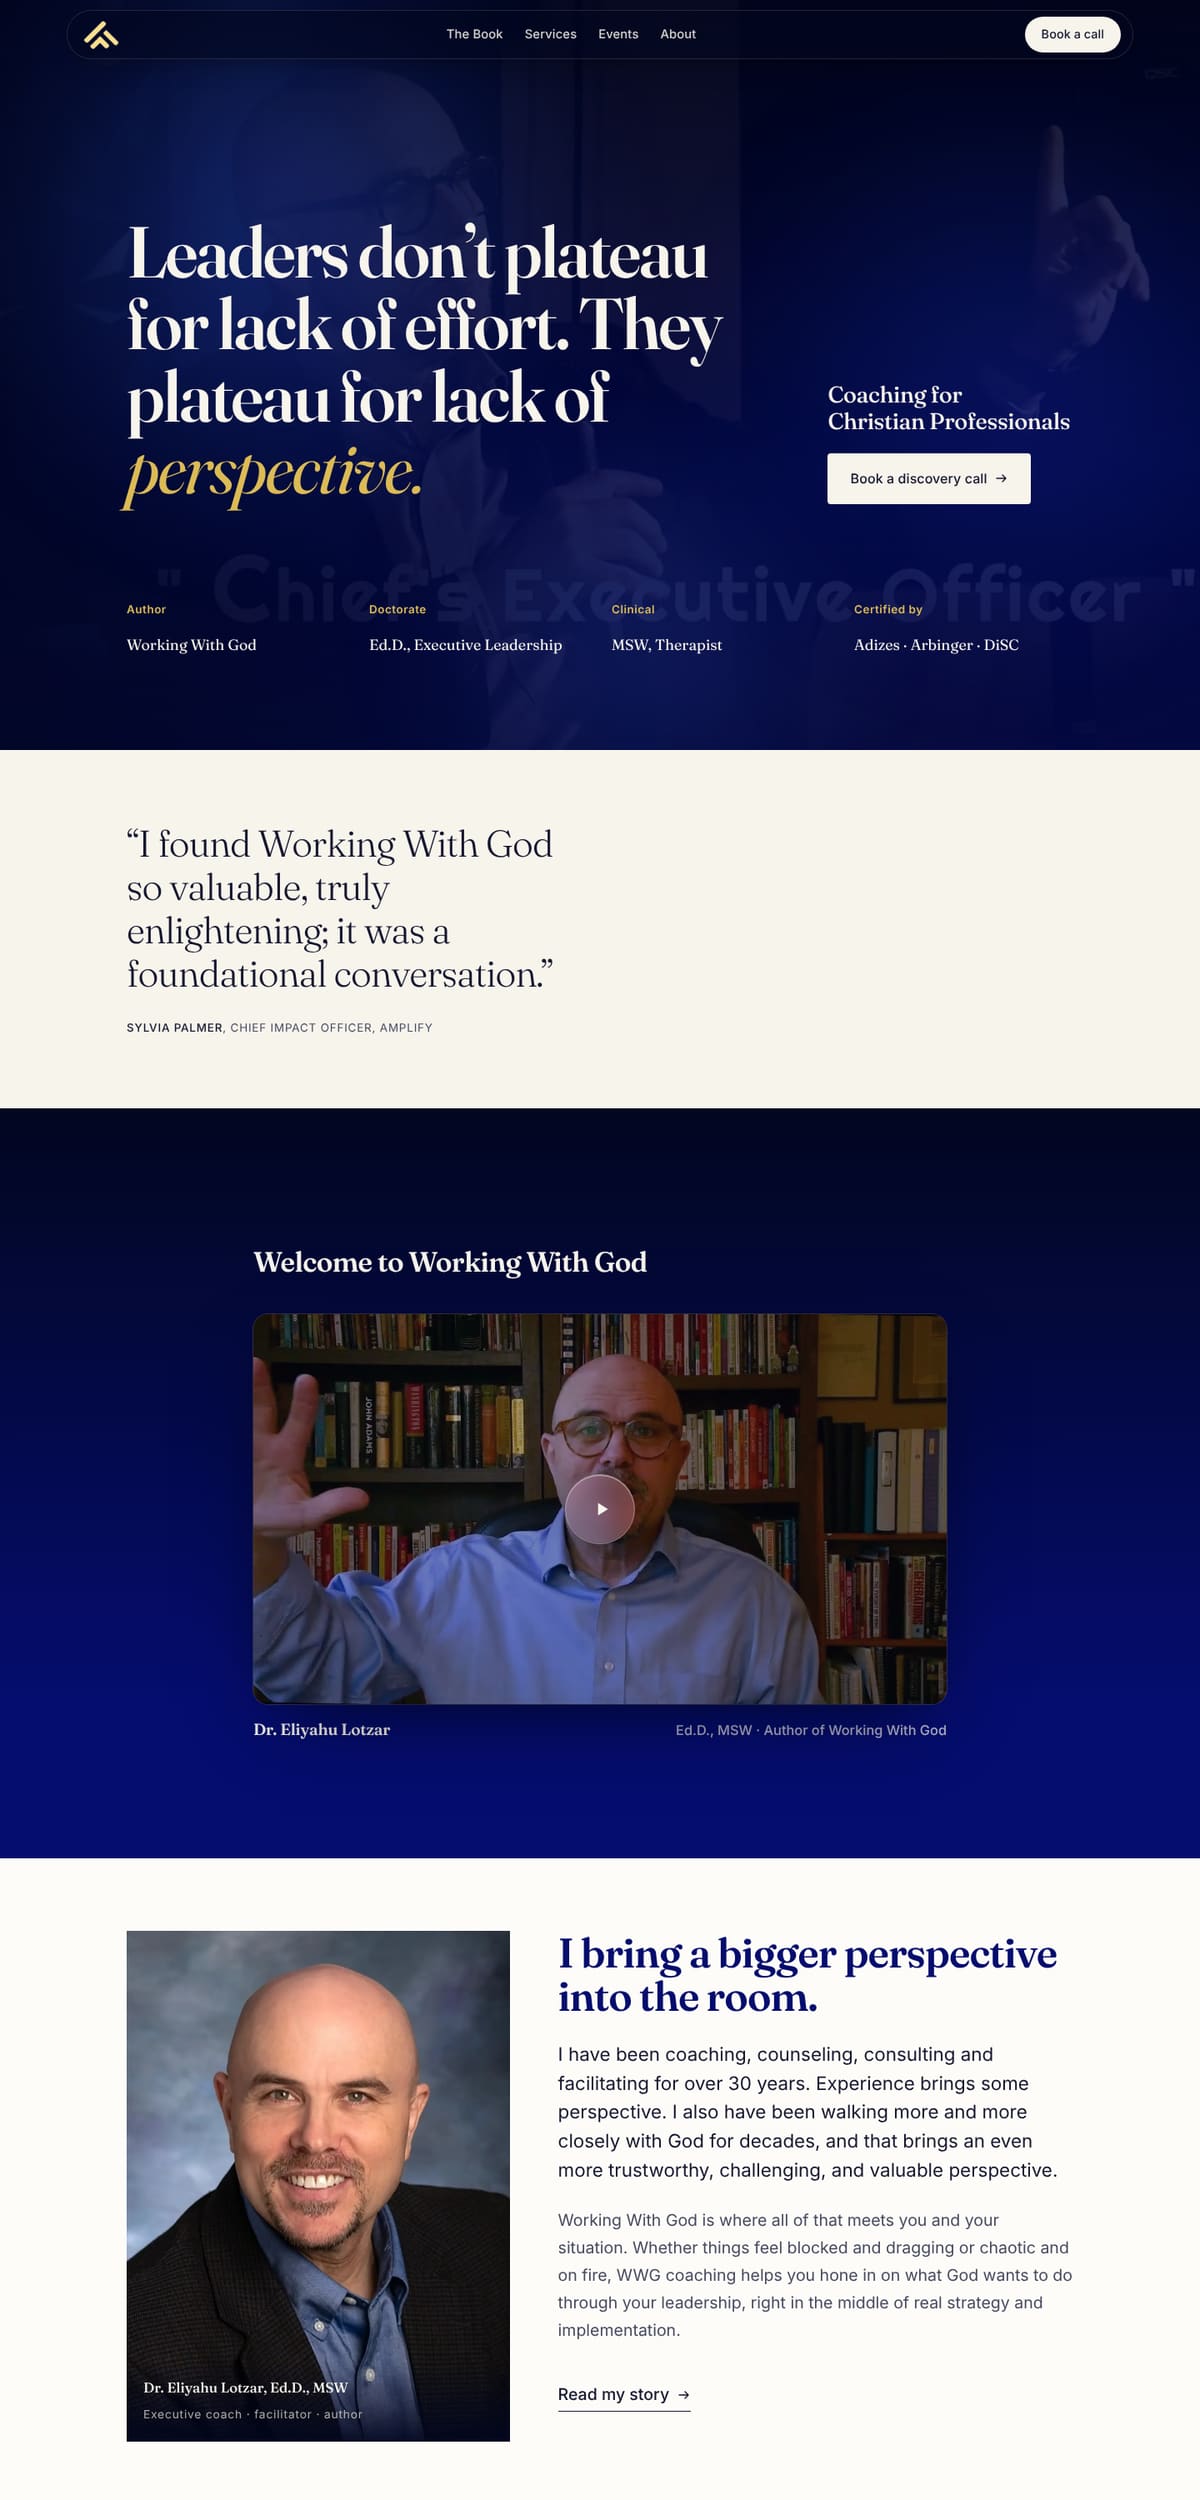 The Book
Services
Events
About
Book a call
Leaders don’t plateau
for lack of effort. They
plateau for lack of
perspective.
Coaching for
Christian Professionals
Book a discovery call →
" Chief's Executive Officer "
Author
Working With God
Doctorate
Ed.D., Executive Leadership
Clinical
MSW, Therapist
Certified by
Adizes · Arbinger · DiSC
“I found Working With God
so valuable, truly
enlightening; it was a
foundational conversation.”
SYLVIA PALMER, CHIEF IMPACT OFFICER, AMPLIFY
Welcome to Working With God
JOHN ADAMS
WASHINGTON
Dr. Eliyahu Lotzar
Ed.D., MSW · Author of Working With God
I bring a bigger perspective
into the room.
I have been coaching, counseling, consulting and
facilitating for over 30 years. Experience brings some
perspective. I also have been walking more and more
closely with God for decades, and that brings an even
more trustworthy, challenging, and valuable perspective.
Working With God is where all of that meets you and your
situation. Whether things feel blocked and dragging or chaotic and
on fire, WWG coaching helps you hone in on what God wants to do
through your leadership, right in the middle of real strategy and
implementation.
Read my story →
Dr. Eliyahu Lotzar, Ed.D., MSW
Executive coach · facilitator · author